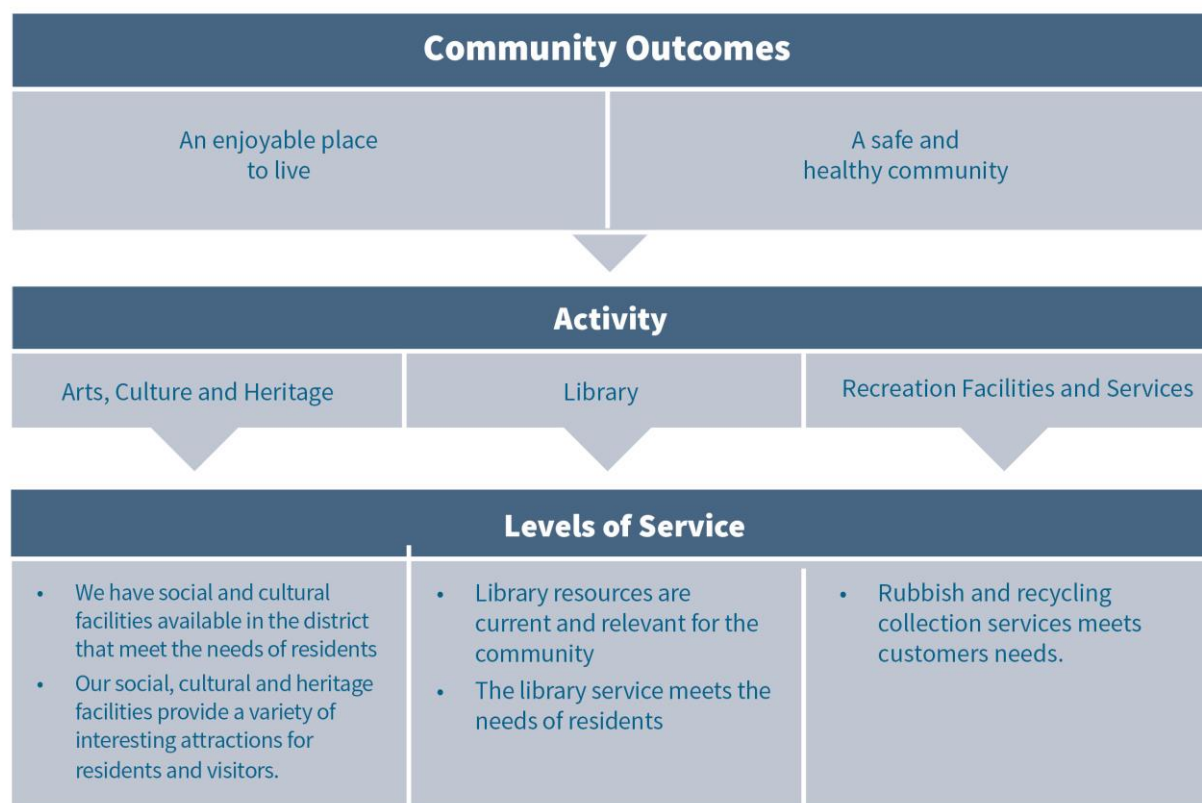 Community Outcomes
An enjoyable place
to live
A safe and
healthy community
Activity
Arts, Culture and Heritage
Library
Recreation Facilities and Services
Levels of Service
• We have social and cultural
facilities available in the district
that meet the needs of residents
• Our social, cultural and heritage
facilities provide a variety of
interesting attractions for
residents and visitors.
• Library resources are
current and relevant for the
community
• The library service meets the
needs of residents
• Rubbish and recycling
collection services meets
customers needs.